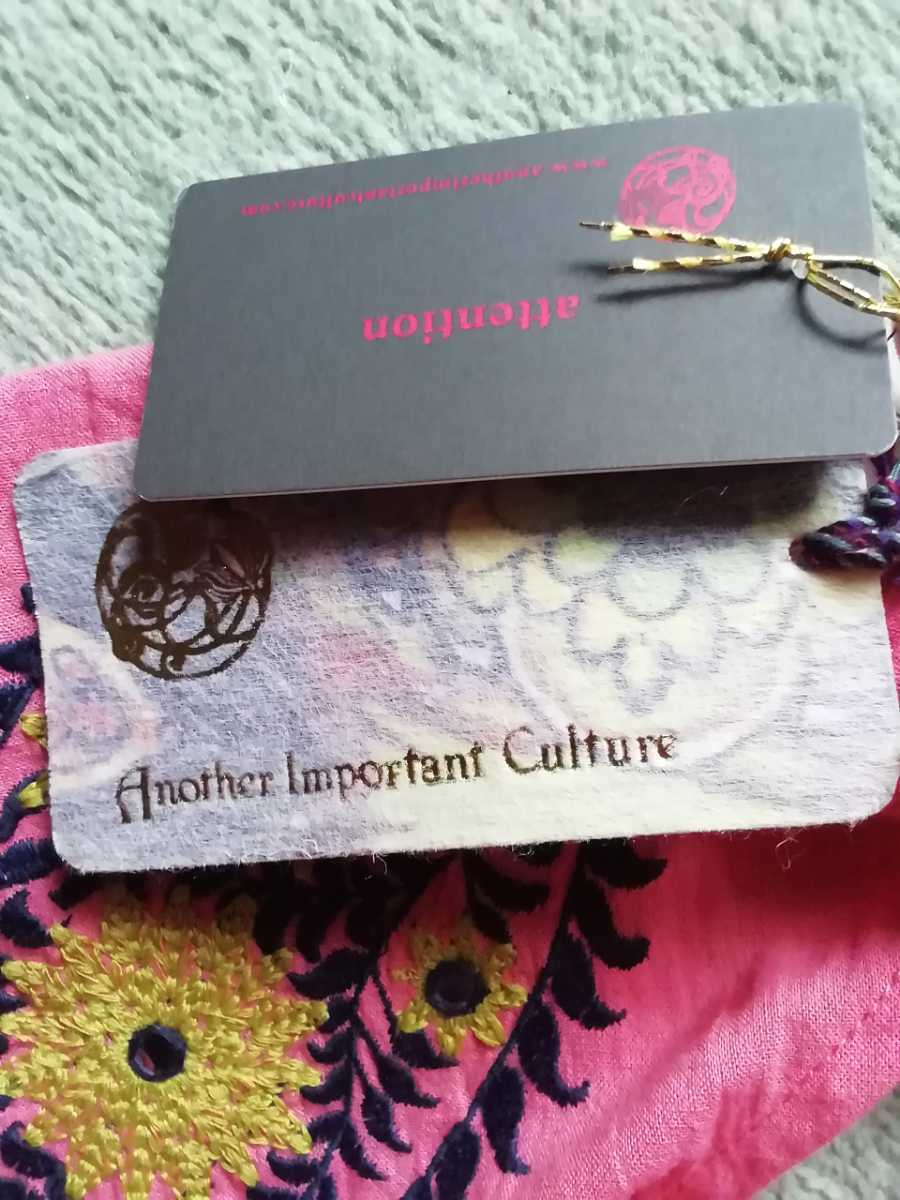 www.anotherimportantculture.com
attention
Another Important Culture